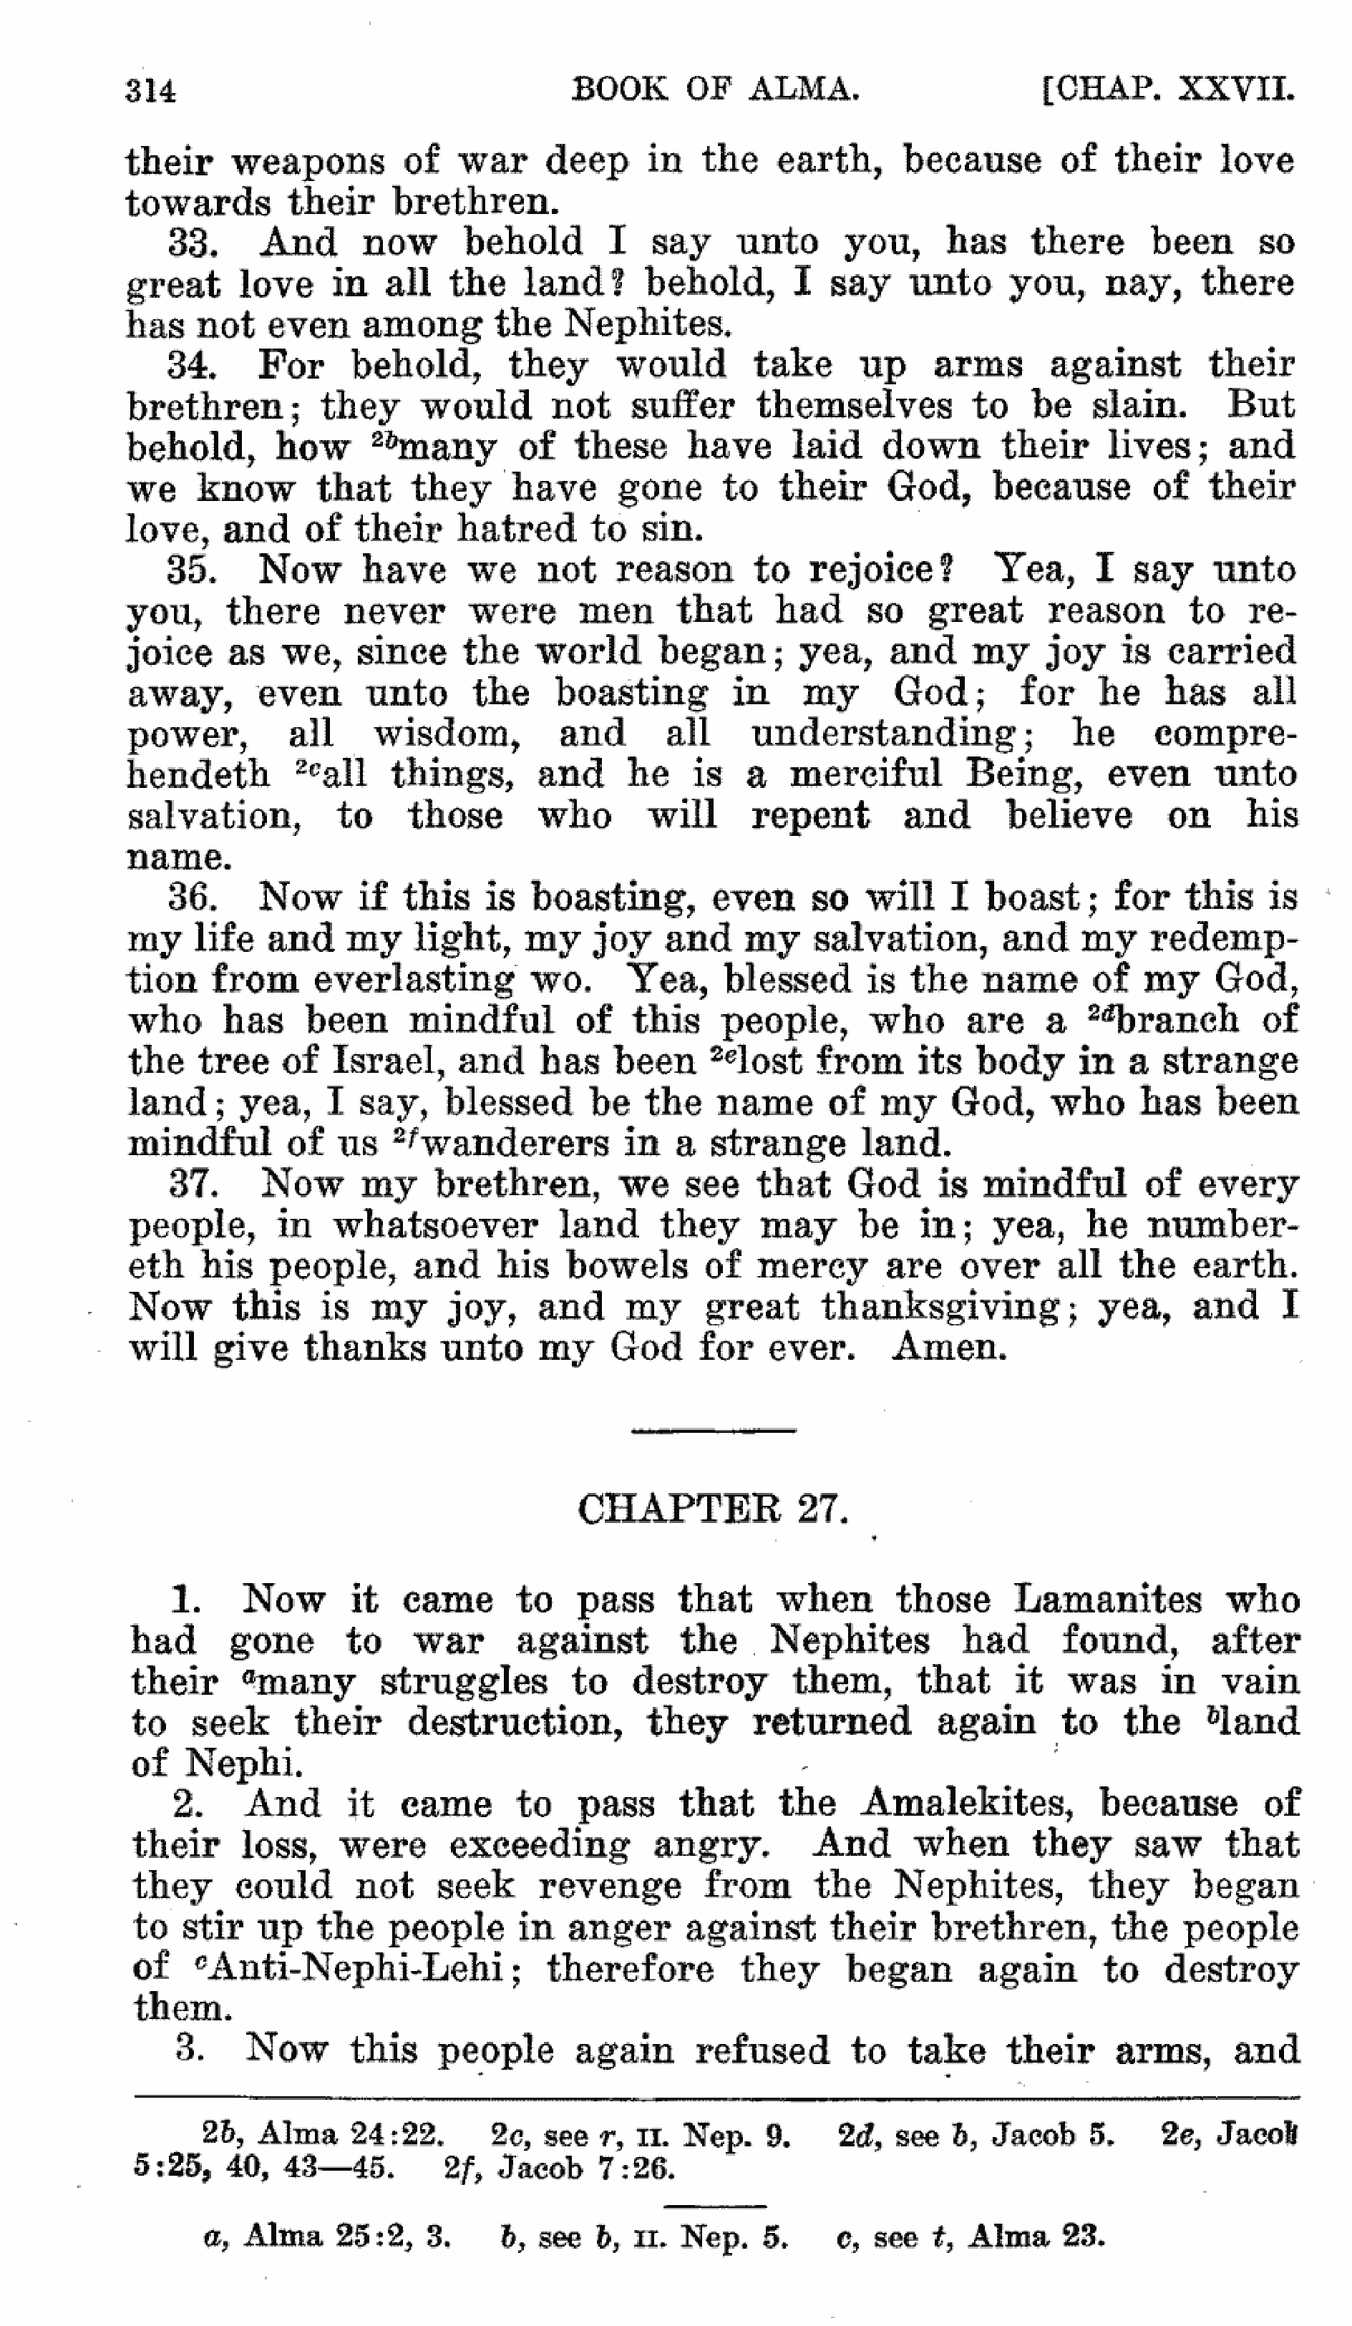 314 BOOK OF ALMA. [CHAP. XXVII.
their weapons of war deep in the earth, because of their love
towards their brethren.
33. And now behold I say unto you, has there been so
great love in all the land? behold, I say unto you, nay, there
has not even among the Nephites.
34. For behold, they would take up arms against their
brethren; they would not suffer themselves to be slain. But
behold, how 2bmany of these have laid down their lives; and
we know that they have gone to their God, because of their
love, and of their hatred to sin.
35. Now have we not reason to rejoice? Yea, I say unto
you, there never were men that had so great reason to re-
joice as we, since the world began; yea, and my joy is carried
away, even unto the boasting in my God; for he has all
power, all wisdom, and all understanding; he compre-
hendeth 2call things, and he is a merciful Being, even unto
salvation, to those who will repent and believe on his
name.
36. Now if this is boasting, even so will I boast; for this is
my life and my light, my joy and my salvation, and my redemp-
tion from everlasting wo. Yea, blessed is the name of my God,
who has been mindful of this people, who are a 2dbranch of
the tree of Israel, and has been 2elost from its body in a strange
land; yea, I say, blessed be the name of my God, who has been
mindful of us 2fwanderers in a strange land.
37. Now my brethren, we see that God is mindful of every
people, in whatsoever land they may be in; yea, he number-
eth his people, and his bowels of mercy are over all the earth.
Now this is my joy, and my great thanksgiving; yea, and I
will give thanks unto my God for ever. Amen.
CHAPTER 27.
1. Now it came to pass that when those Lamanites who
had gone to war against the Nephites had found, after
their amany struggles to destroy them, that it was in vain
to seek their destruction, they returned again to the bland
of Nephi.
2. And it came to pass that the Amalekites, because of
their loss, were exceeding angry. And when they saw that
they could not seek revenge from the Nephites, they began
to stir up the people in anger against their brethren, the people
of cAnti-Nephi-Lehi; therefore they began again to destroy
them.
3. Now this people again refused to take their arms, and
2b, Alma 24:22. 2c, see r, II. Nep. 9. 2d, see b, Jacob 5. 2e, Jacob
5:25, 40, 43—45. 2f, Jacob 7:26.
a, Alma 25:2, 3. b, see b, II. Nep. 5. c, see t, Alma 23.